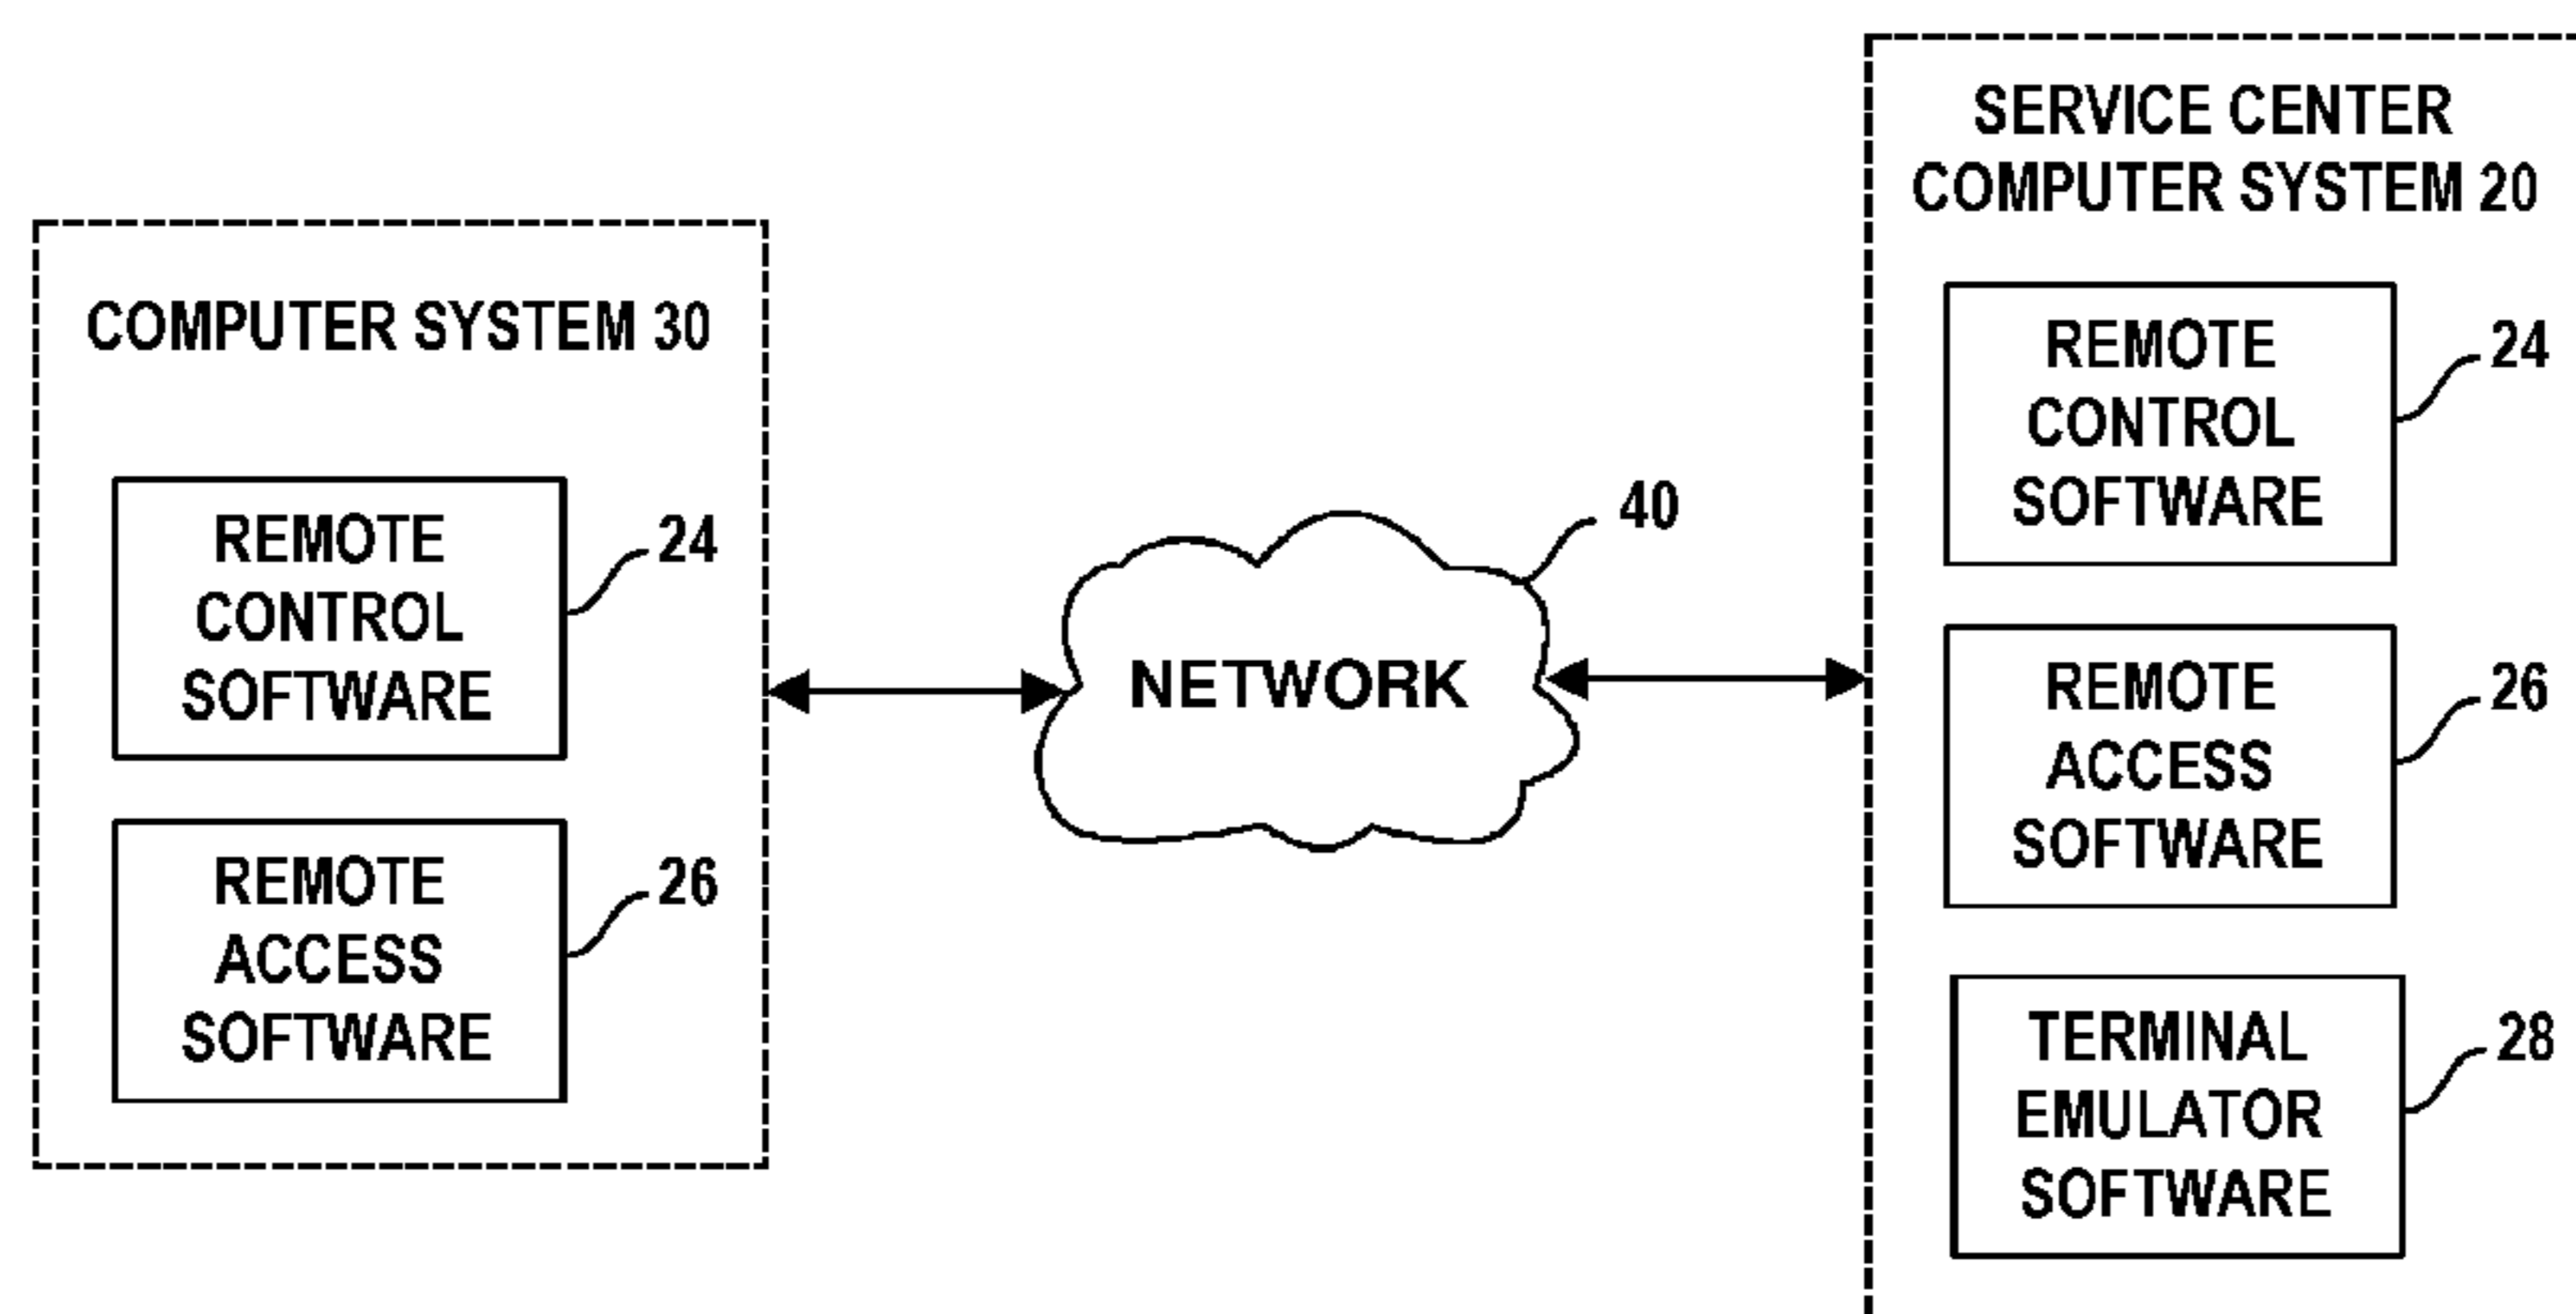 COMPUTER SYSTEM 30
REMOTE
CONTROL
SOFTWARE
24
REMOTE
ACCESS
SOFTWARE
26
NETWORK
40
SERVICE CENTER
COMPUTER SYSTEM 20
REMOTE
CONTROL
SOFTWARE
24
REMOTE
ACCESS
SOFTWARE
26
TERMINAL
EMULATOR
SOFTWARE
28